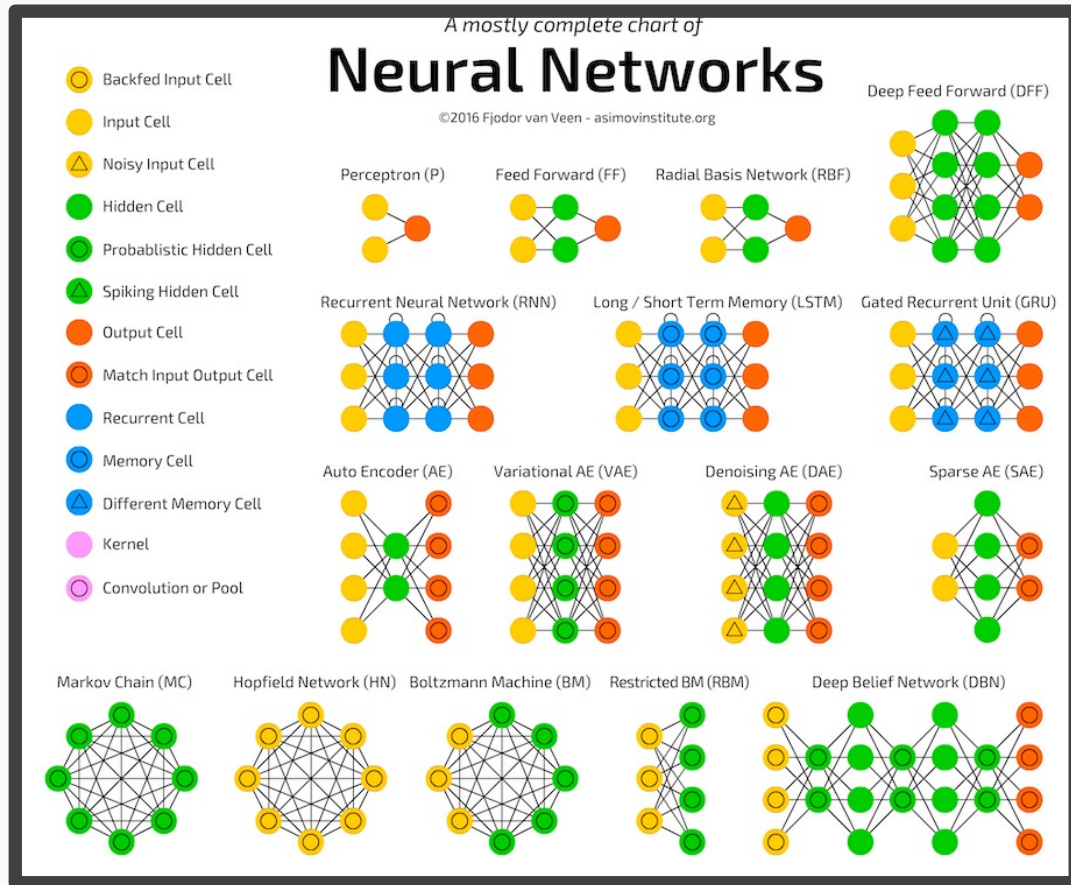 A mostly complete chart of
Neural Networks
©2016 Fjodor van Veen - asimovinstitute.org
Backfed Input Cell
Input Cell
Noisy Input Cell
Hidden Cell
Probablistic Hidden Cell
Spiking Hidden Cell
Output Cell
Match Input Output Cell
Recurrent Cell
Memory Cell
Different Memory Cell
Kernel
Convolution or Pool
Deep Feed Forward (DFF)
Perceptron (P)
Feed Forward (FF)
Radial Basis Network (RBF)
Recurrent Neural Network (RNN)
Long / Short Term Memory (LSTM)
Gated Recurrent Unit (GRU)
Auto Encoder (AE)
Variational AE (VAE)
Denoising AE (DAE)
Sparse AE (SAE)
Markov Chain (MC)
Hopfield Network (HN)
Boltzmann Machine (BM)
Restricted BM (RBM)
Deep Belief Network (DBN)